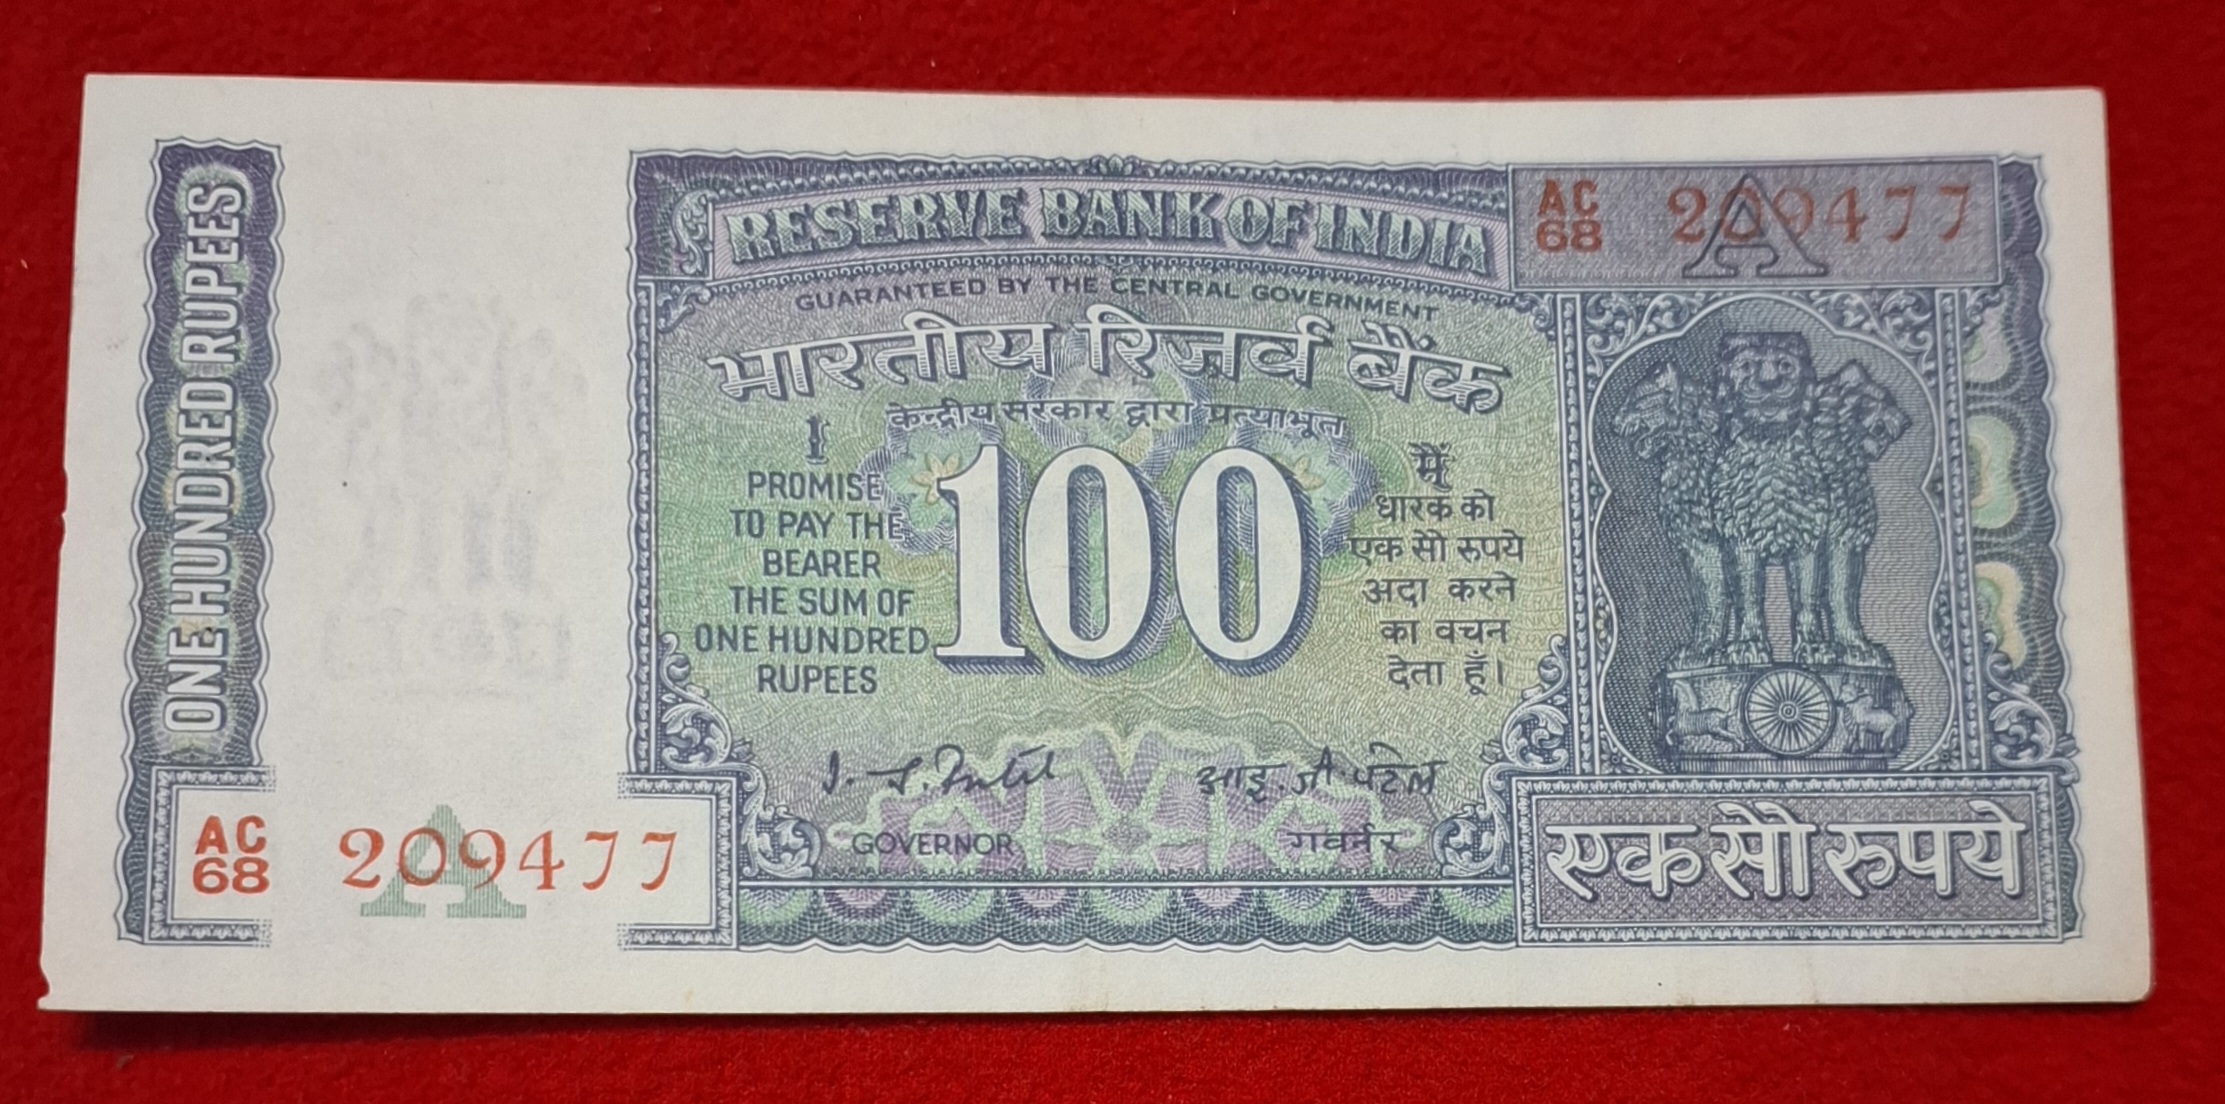 ONE HUNDRED RUPEES
RESERVE BANK OF INDIA
AC
68
209477
A
GUARANTEED BY THE CENTRAL GOVERNMENT
भारतीय रिज़र्व बैंक
केन्द्रीय सरकार द्वारा प्रत्याभूत
I
PROMISE
TO PAY THE
BEARER
THE SUM OF
ONE HUNDRED
RUPEES
100
मैं
धारक को
एक सौ रुपये
अदा करने
का वचन
देता हूँ।
आइ. जी. पटेल
GOVERNOR
गवर्नर
AC
68
209477
A
एक सौ रुपये